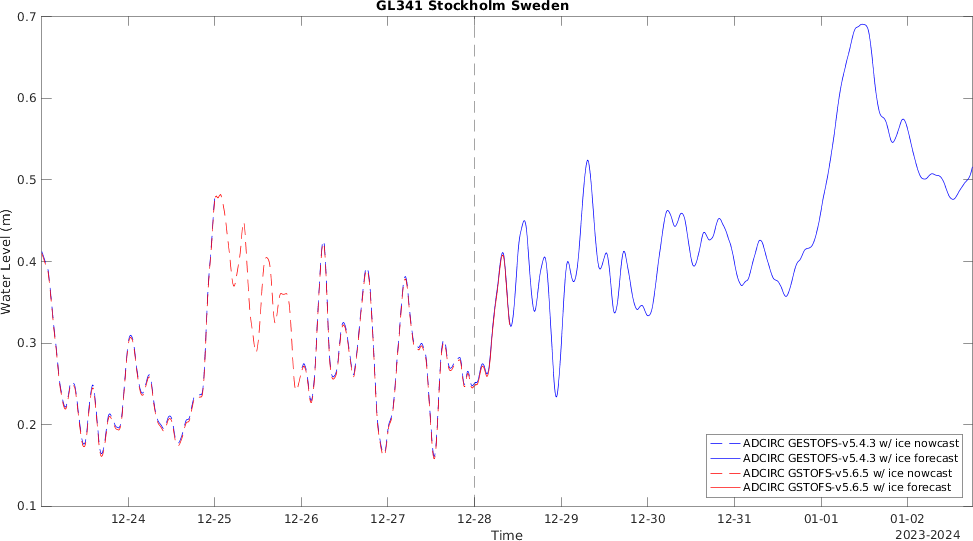 GL341 Stockholm Sweden
0.7
0.6
0.5
0.4
0.3
0.2
0.1
Water Level (m)
ADCIRC GESTOFS-v5.4.3 w/ ice nowcast
ADCIRC GESTOFS-v5.4.3 w/ ice forecast
ADCIRC GSTOFS-v5.6.5 w/ ice nowcast
ADCIRC GSTOFS-v5.6.5 w/ ice forecast
12-24 12-25 12-26 12-27 12-28 12-29 12-30 12-31 01-01 01-02
Time
2023-2024